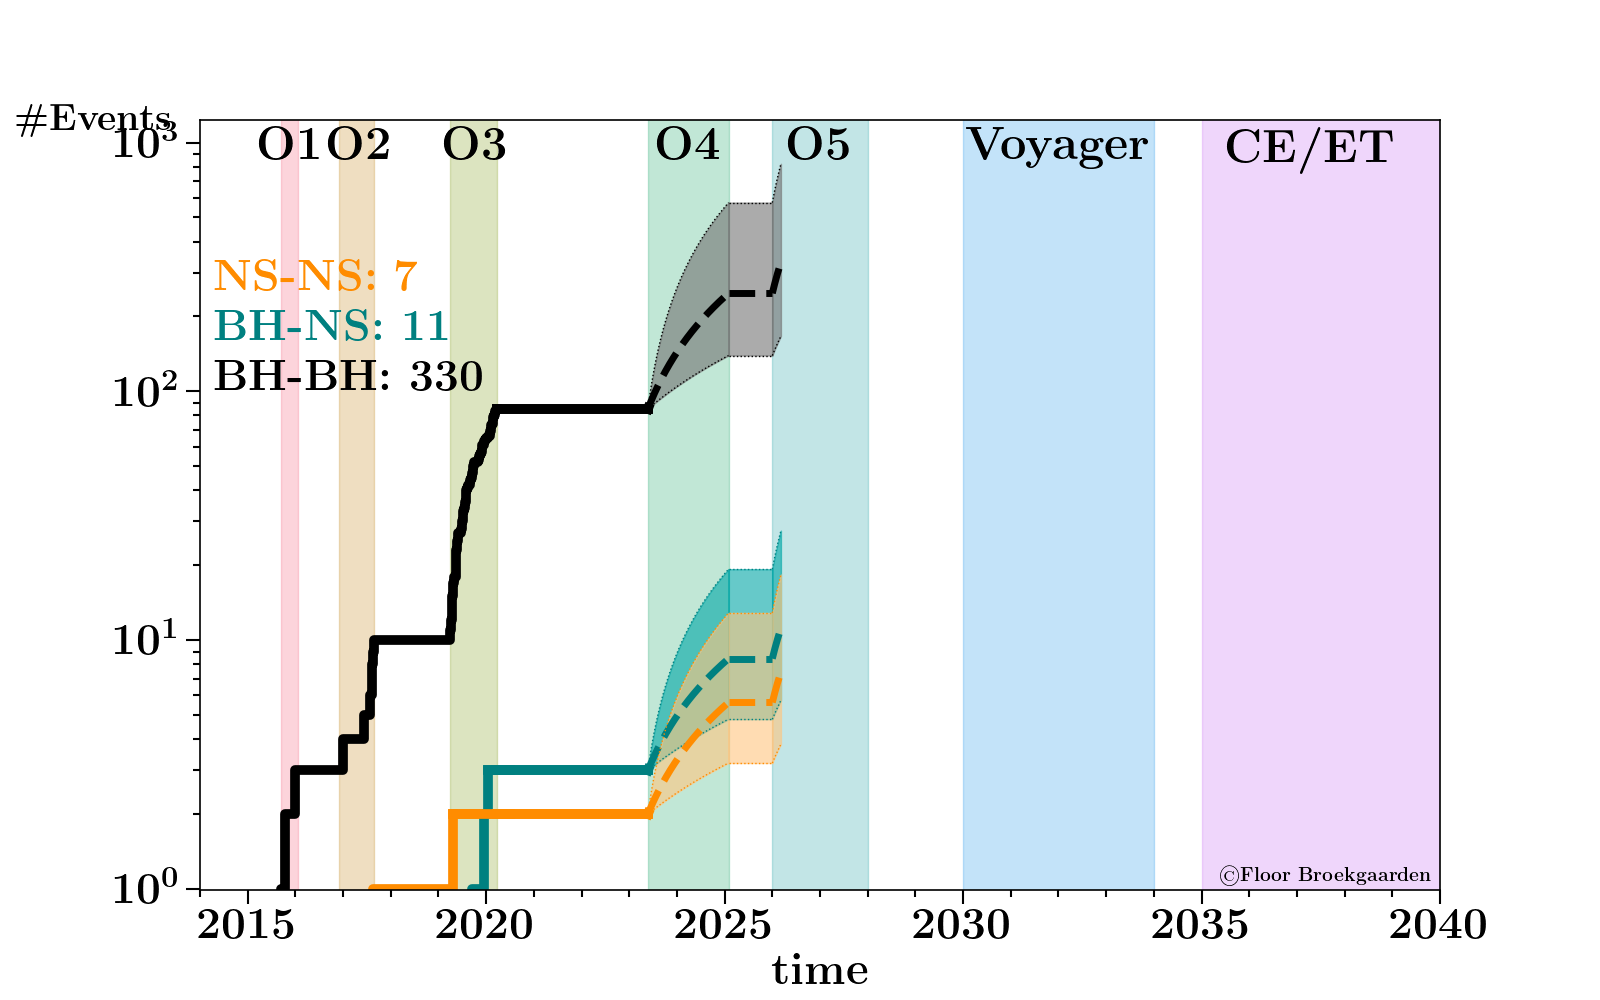 #Events
O1 O2 O3 O4 O5 Voyager CE/ET
10³
NS-NS: 7
BH-NS: 11
BH-BH: 330
10²
10¹
10⁰
©Floor Broekgaarden
2015 2020 2025 2030 2035 2040
time